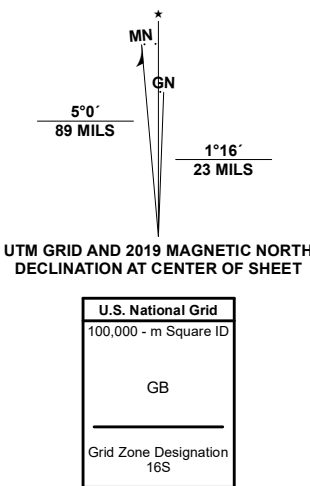 ★
MN
GN
5°0´
89 MILS
1°16´
23 MILS
UTM GRID AND 2019 MAGNETIC NORTH
DECLINATION AT CENTER OF SHEET
U.S. National Grid
100,000 - m Square ID
GB
Grid Zone Designation
16S